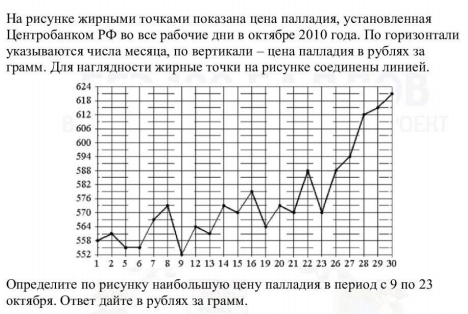 На рисунке жирными точками показана цена палладия, установленная
Центробанком РФ во все рабочие дни в октябре 2010 года. По горизонтали
указываются числа месяца, по вертикали – цена палладия в рублях за
грамм. Для наглядности жирные точки на рисунке соединены линией.
624
618
612
606
600
594
588
582
576
570
564
558
552
1 2 5 6 7 8 9 12 13 14 15 16 19 20 21 22 23 26 27 28 29 30
Определите по рисунку наибольшую цену палладия в период с 9 по 23
октября. Ответ дайте в рублях за грамм.